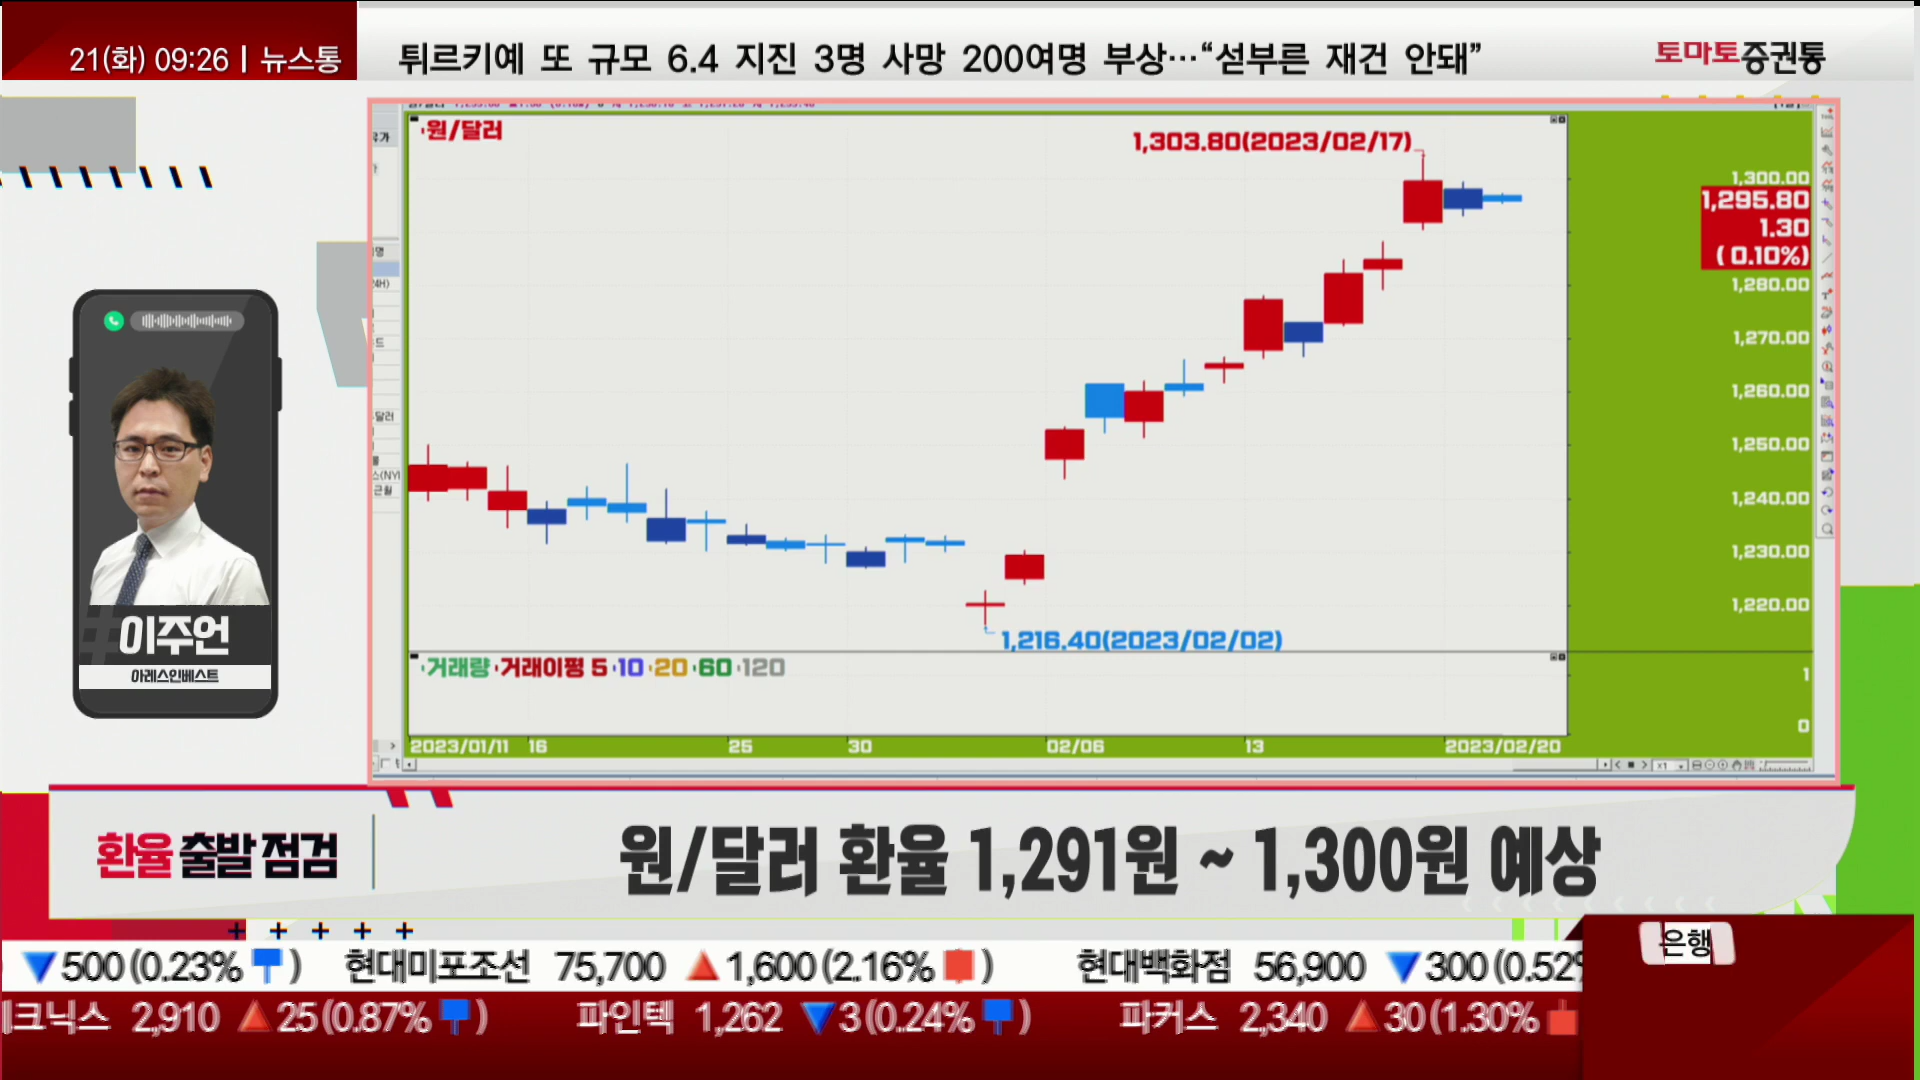 21(화) 09:26 | 뉴스통
튀르키예 또 규모 6.4 지진 3명 사망 200여명 부상…“섣부른 재건 안돼”
토마토증권통
원/달러
1,303.80(2023/02/17)
1,300.00
1,295.80
1.30
( 0.10%)
1,280.00
1,270.00
1,260.00
1,250.00
1,240.00
1,230.00
1,220.00
1,216.40(2023/02/02)
거래량 거래이평 5 10 20 60 120
1
0
2023/01/11 16 25 30 02/06 13 2023/02/20
x1
#이주언
아레스인베스트
환율 출발 점검
원/달러 환율 1,291원 ~ 1,300원 예상
▼500(0.23% ) 현대미포조선 75,700 ▲1,600(2.16% ) 현대백화점 56,900 ▼300(0.52%
은행
크닉스 2,910 ▲25(0.87% ) 파인텍 1,262 ▼3(0.24% ) 파커스 2,340 ▲30(1.30%